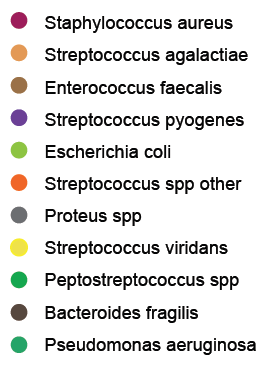 Staphylococcus aureus
Streptococcus agalactiae
Enterococcus faecalis
Streptococcus pyogenes
Escherichia coli
Streptococcus spp other
Proteus spp
Streptococcus viridans
Peptostreptococcus spp
Bacteroides fragilis
Pseudomonas aeruginosa